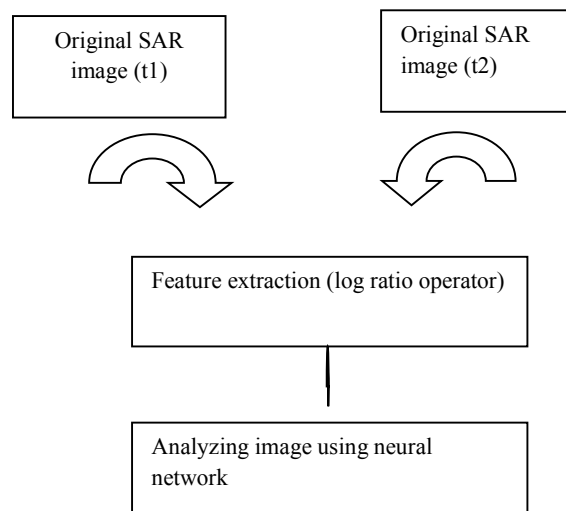 Original SAR
image (t1)
Original SAR
image (t2)
Feature extraction (log ratio operator)
Analyzing image using neural
network